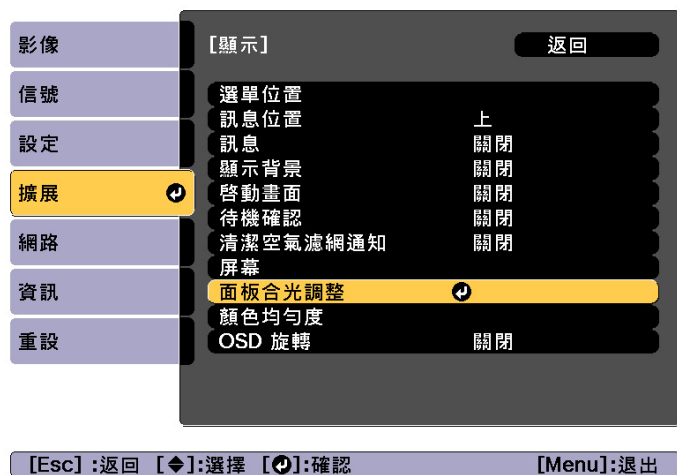 影像
信號
設定
擴展
網路
資訊
重設
[顯示] 返回
選單位置
訊息位置 上
訊息 關閉
顯示背景 關閉
啓動畫面 關閉
待機確認 關閉
清潔空氣濾網通知 關閉
屏幕
面板合光調整
顏色均勻度
OSD 旋轉 關閉
[Esc] :返回 [◆]:選擇 [⏎]:確認 [Menu]:退出